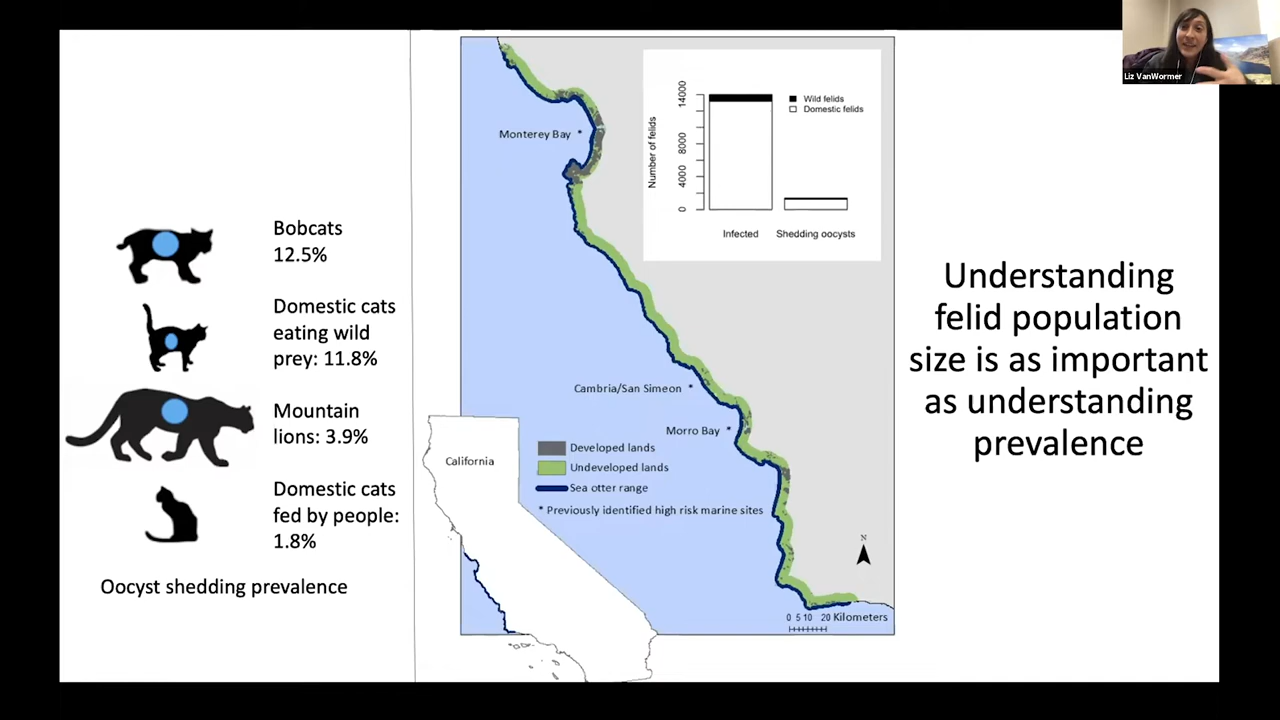 Liz VanWormer
Bobcats
12.5%
Domestic cats
eating wild
prey: 11.8%
Mountain
lions: 3.9%
Domestic cats
fed by people:
1.8%
Oocyst shedding prevalence
Monterey Bay *
Cambria/San Simeon *
Morro Bay *
California
Developed lands
Undeveloped lands
Sea otter range
* Previously identified high risk marine sites
N
0 5 10 20 Kilometers
Number of felids
0 4000 8000 14000
Wild felids
Domestic felids
Infected
Shedding oocysts
Understanding
felid population
size is as important
as understanding
prevalence